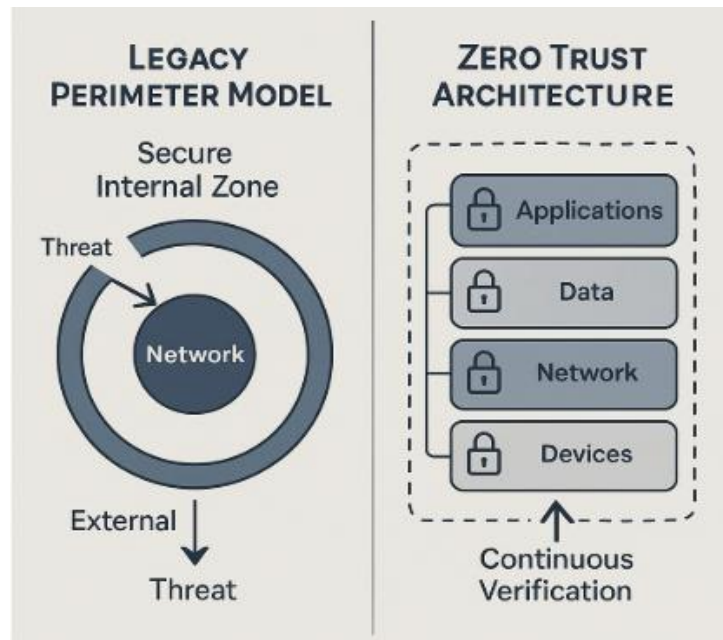 LEGACY
PERIMETER MODEL
Secure
Internal Zone
Threat
Network
External
Threat
ZERO TRUST
ARCHITECTURE
Applications
Data
Network
Devices
Continuous
Verification